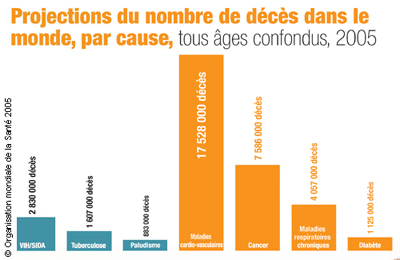 Projections du nombre de décès dans le
monde, par cause, tous âges confondus, 2005
© Organisation mondiale de la Santé 2005
2 830 000 décès
VIH/SIDA
1 607 000 décès
Tuberculose
883 000 décès
Paludisme
17 528 000 décès
Maladies
cardio-vasculaires
7 586 000 décès
Cancer
4 057 000 décès
Maladies
respiratoires
chroniques
1 125 000 décès
Diabète